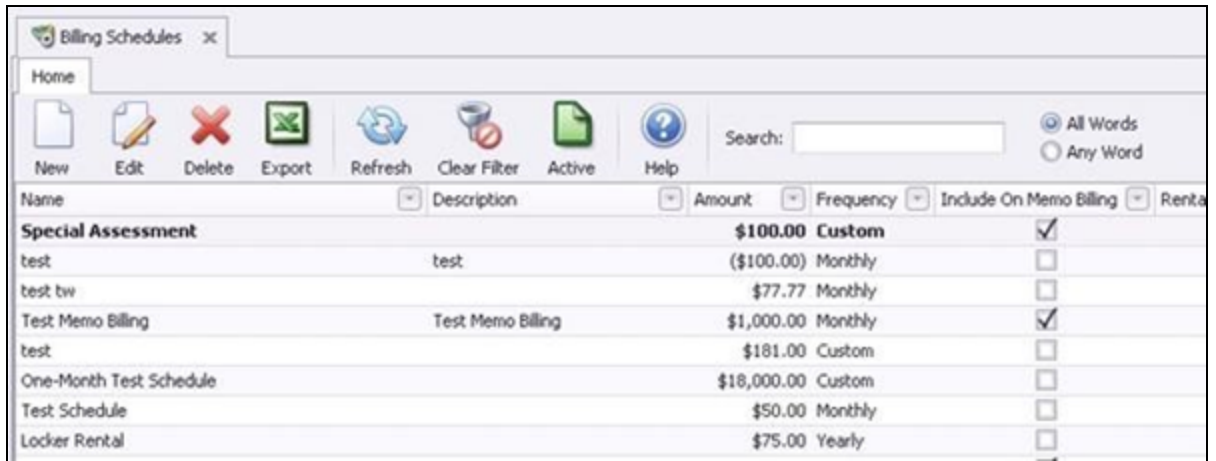 Billing Schedules
Home
New Edit Delete Export Refresh Clear Filter Active Help Search: All Words
Any Word
Name Description Amount Frequency Include On Memo Billing Renta
Special Assessment $100.00 Custom
test test ($100.00) Monthly
test tw $77.77 Monthly
Test Memo Billing Test Memo Billing $1,000.00 Monthly
test $181.00 Custom
One-Month Test Schedule $18,000.00 Custom
Test Schedule $50.00 Monthly
Locker Rental $75.00 Yearly